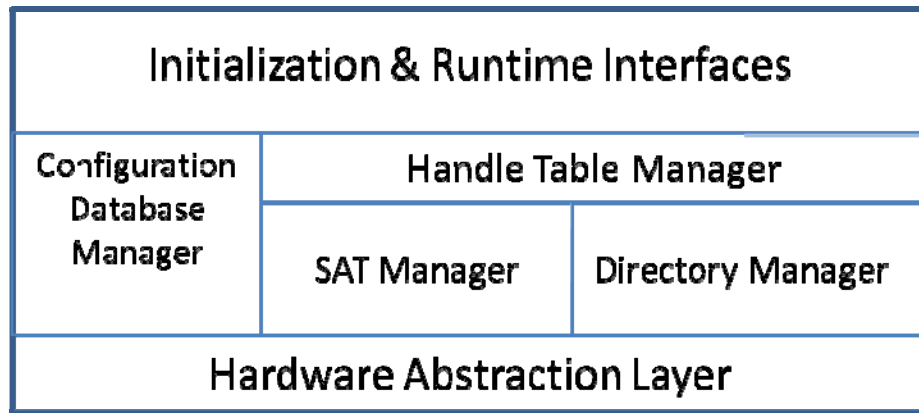 Initialization & Runtime Interfaces
Configuration
Database
Manager
Handle Table Manager
SAT Manager
Directory Manager
Hardware Abstraction Layer